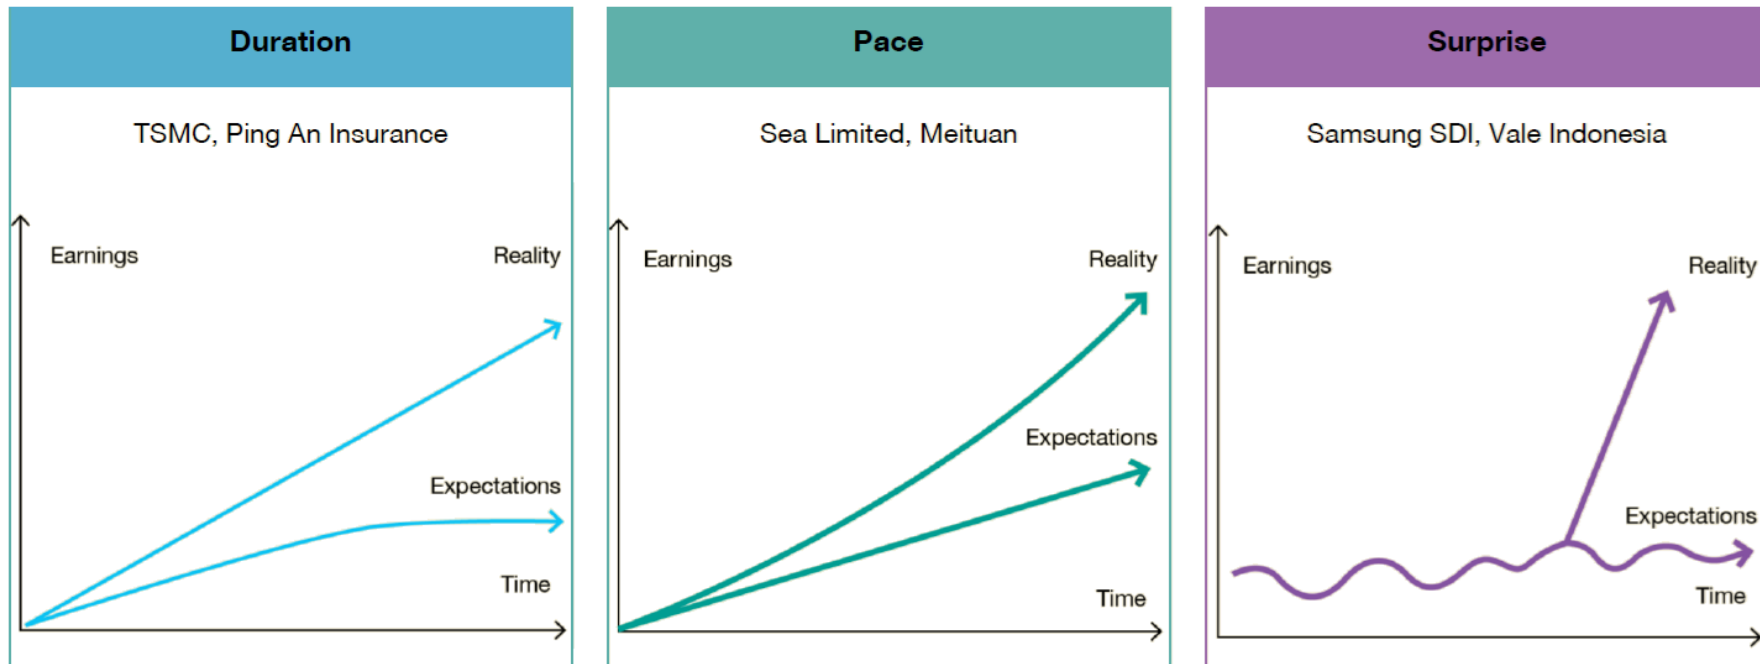 Duration
TSMC, Ping An Insurance
Earnings
Reality
Expectations
Time
Pace
Sea Limited, Meituan
Earnings
Reality
Expectations
Time
Surprise
Samsung SDI, Vale Indonesia
Earnings
Reality
Expectations
Time